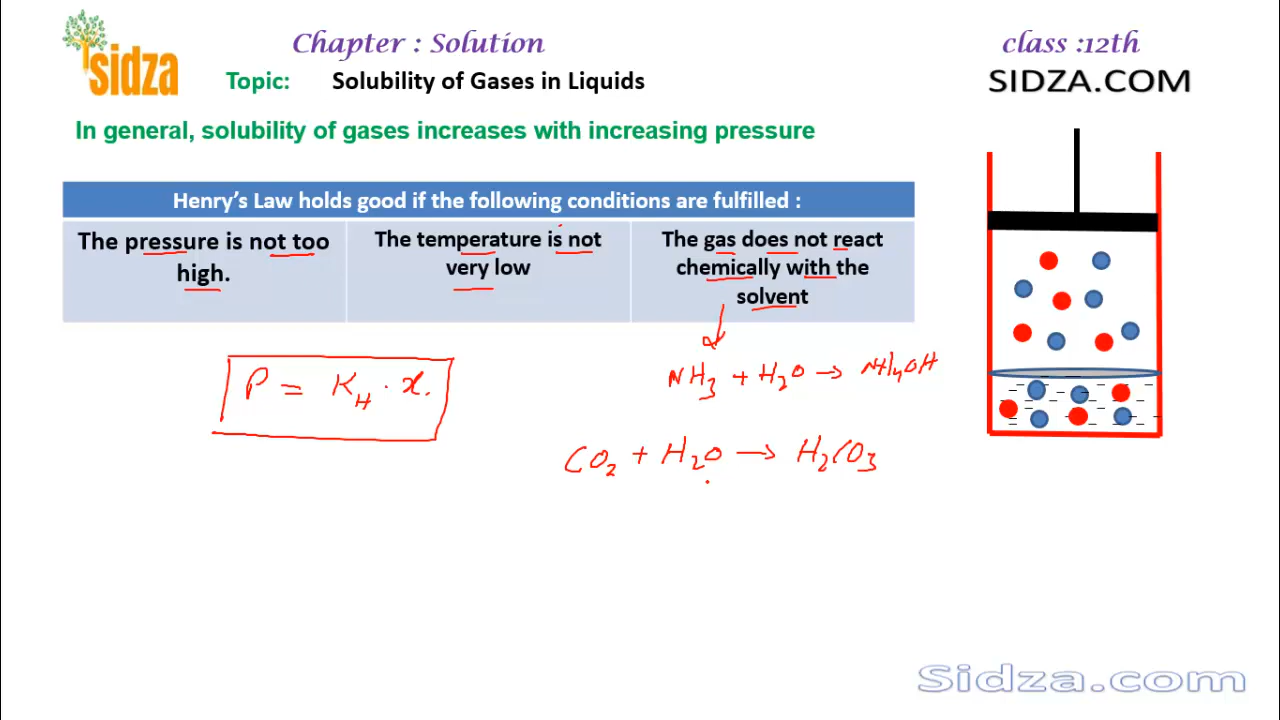 sidza
Chapter : Solution
class :12th
Topic: Solubility of Gases in Liquids
SIDZA.COM
In general, solubility of gases increases with increasing pressure
Henry's Law holds good if the following conditions are fulfilled :
The pressure is not too
high.
The temperature is not
very low
The gas does not react
chemically with the
solvent
P = K_H · x.
NH₃ + H₂O → NH₄OH
CO₂ + H₂O → H₂CO₃
Sidza.com